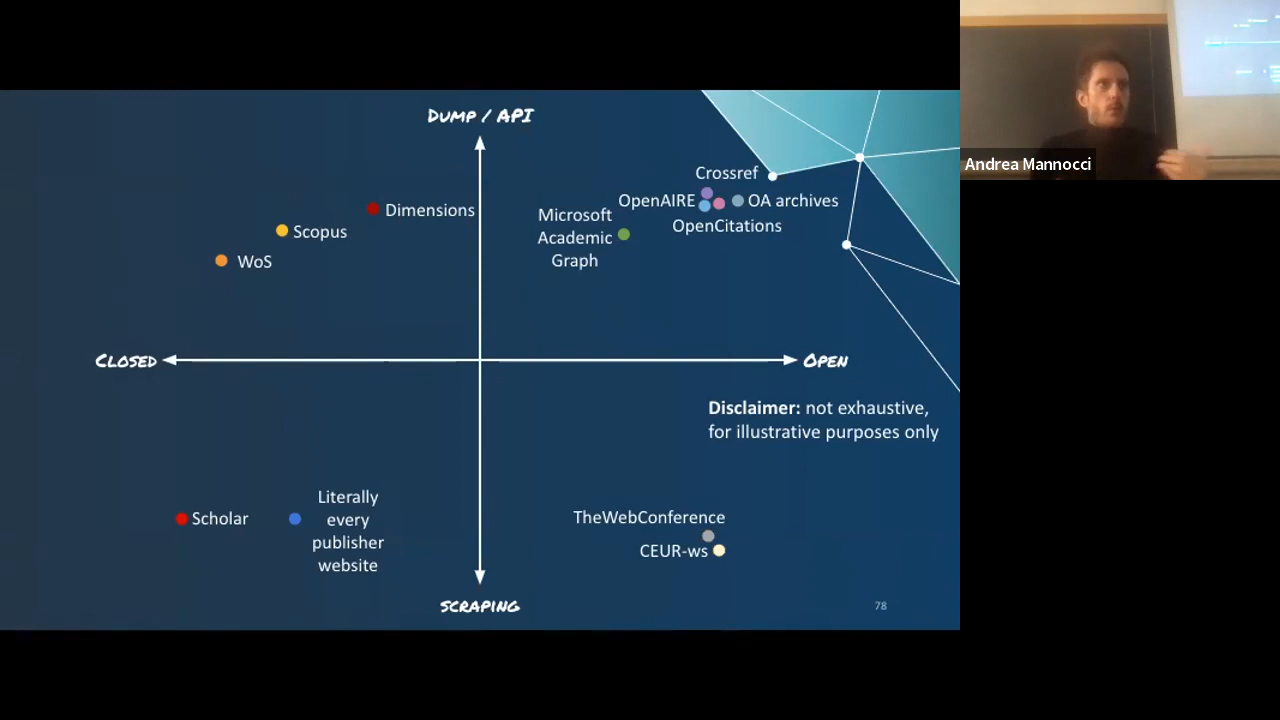 DUMP / API
Crossref
OpenAIRE
OA archives
OpenCitations
Microsoft
Academic
Graph
Dimensions
Scopus
WoS
CLOSED
OPEN
Disclaimer: not exhaustive,
for illustrative purposes only
Scholar
Literally
every
publisher
website
TheWebConference
CEUR-ws
SCRAPING
78
Andrea Mannocci